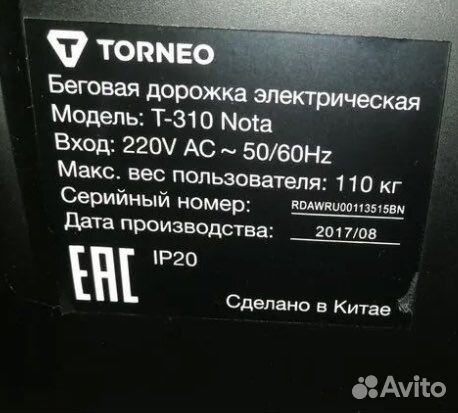 TORNEO
Беговая дорожка электрическая
Модель: T-310 Nota
Вход: 220V AC ~ 50/60Hz
Макс. вес пользователя: 110 кг
Серийный номер: RDAWRU00113515BN
Дата производства: 2017/08
EAC IP20
Сделано в Китае
Avito